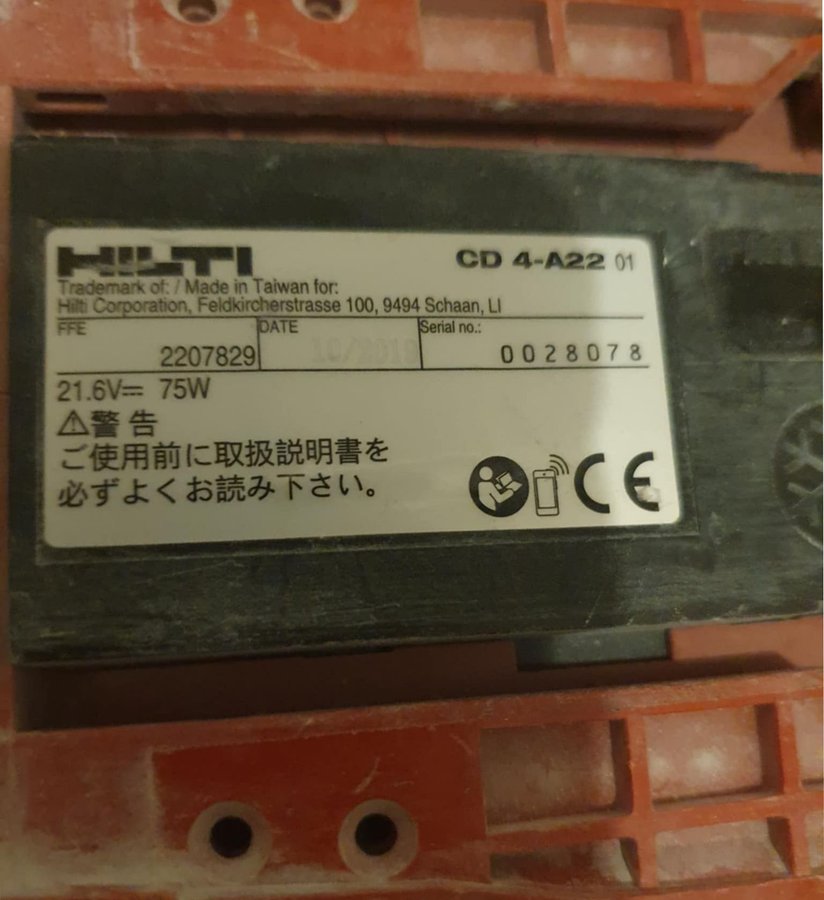 HILTI
CD 4-A22 01
Trademark of: / Made in Taiwan for:
Hilti Corporation, Feldkircherstrasse 100, 9494 Schaan, LI
FFE DATE Serial no.:
2207829 0028078
21.6V⎓ 75W
⚠警告
ご使用前に取扱説明書を
必ずよくお読み下さい。
CE